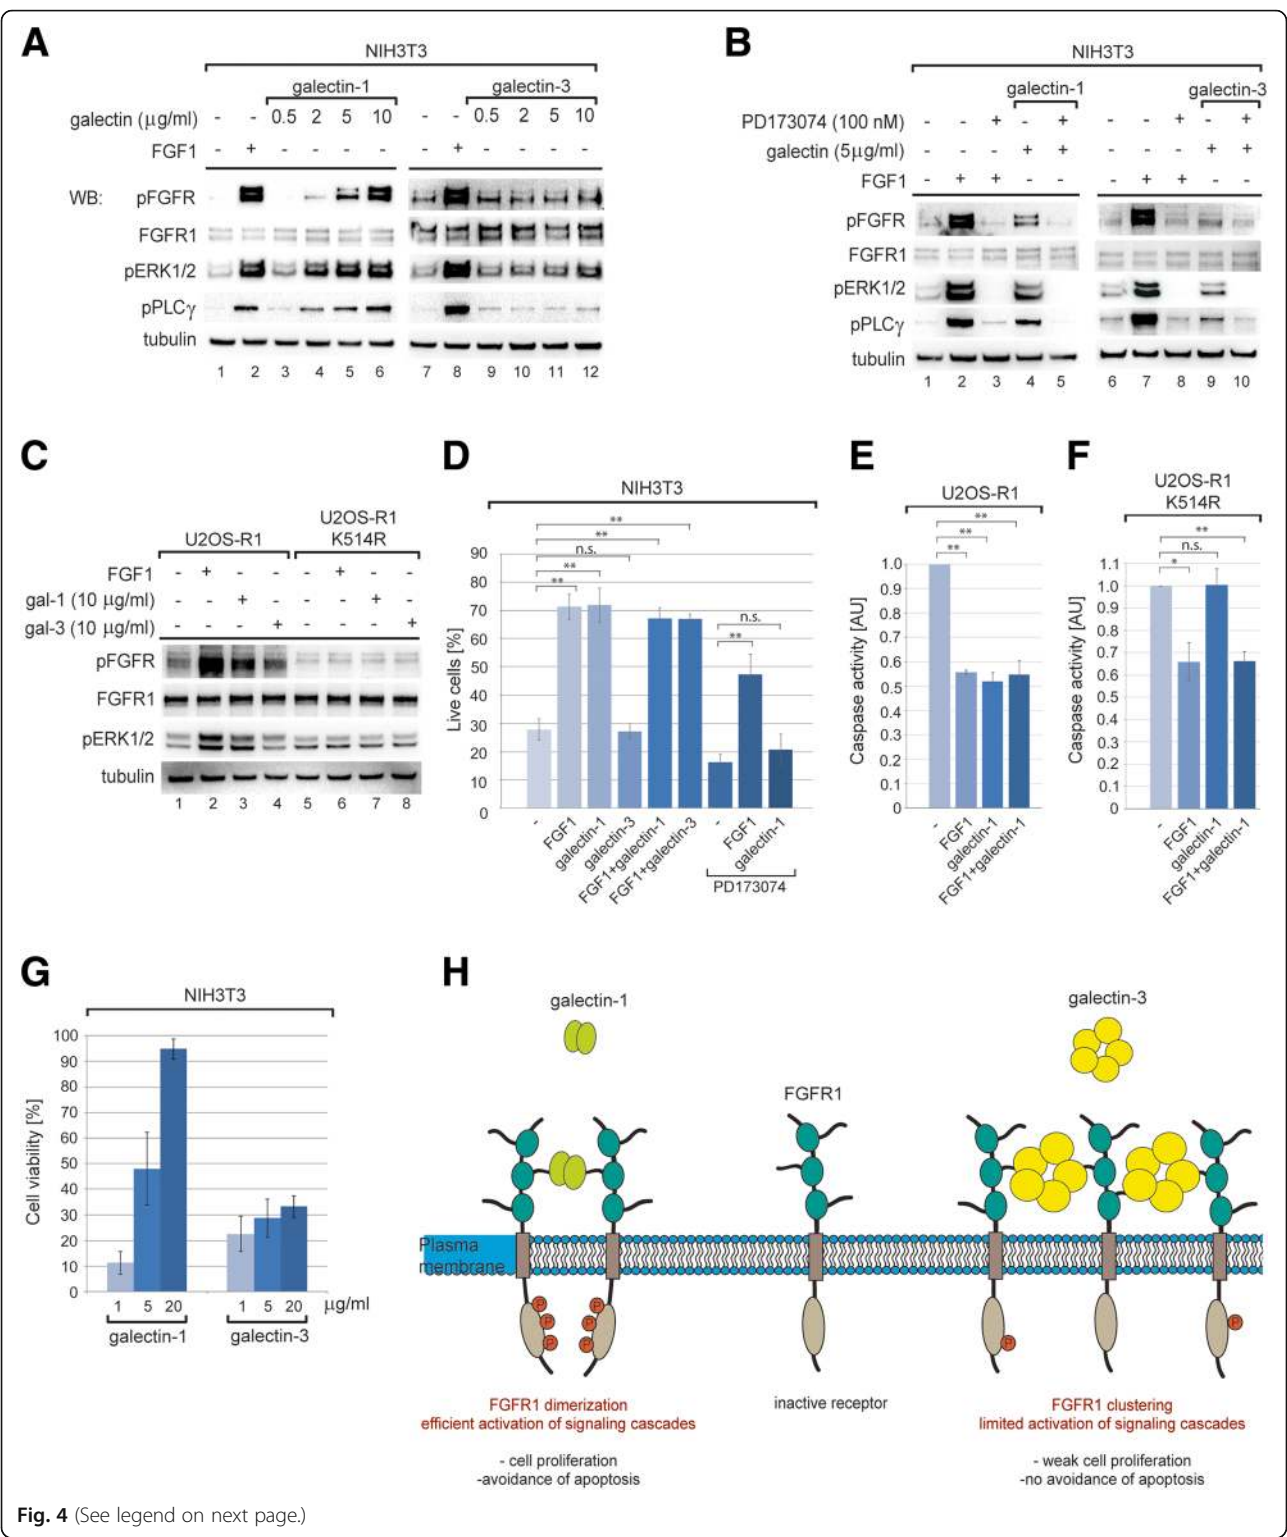 A
NIH3T3
galectin-1 galectin-3
galectin (μg/ml) - - 0.5 2 5 10 - - 0.5 2 5 10
FGF1 - + - - - - - + - - - -
WB: pFGFR
FGFR1
pERK1/2
pPLCγ
tubulin
1 2 3 4 5 6 7 8 9 10 11 12
B
NIH3T3
galectin-1 galectin-3
PD173074 (100 nM) - - + - + - - + - +
galectin (5μg/ml) - - - + + - - - + +
FGF1 - + + - - - + + - -
pFGFR
FGFR1
pERK1/2
pPLCγ
tubulin
1 2 3 4 5 6 7 8 9 10
C
U2OS-R1 U2OS-R1 K514R
FGF1 - + - - - + - -
gal-1 (10 μg/ml) - - + - - - + -
gal-3 (10 μg/ml) - - - + - - - +
pFGFR
FGFR1
pERK1/2
tubulin
1 2 3 4 5 6 7 8
D
NIH3T3
**
**
n.s.
**
**
n.s.
**
Live cells [%]
90
80
70
60
50
40
30
20
10
0
- FGF1 galectin-1 galectin-3 FGF1+galectin-1 FGF1+galectin-3 - FGF1 galectin-1
PD173074
E
U2OS-R1
**
**
**
Caspase activity [AU]
1.0
0.9
0.8
0.7
0.6
0.5
0.4
0.3
0.2
0.1
0
- FGF1 galectin-1 FGF1+galectin-1
F
U2OS-R1
K514R
**
n.s.
*
Caspase activity [AU]
1.1
1.0
0.9
0.8
0.7
0.6
0.5
0.4
0.3
0.2
0.1
0
- FGF1 galectin-1 FGF1+galectin-1
G
NIH3T3
Cell viability [%]
100
90
80
70
60
50
40
30
20
10
0
1 5 20 1 5 20 μg/ml
galectin-1 galectin-3
H
galectin-1
galectin-3
FGFR1
Plasma
membrane
P P P P P P P P
FGFR1 dimerization
efficient activation of signaling cascades
- cell proliferation
-avoidance of apoptosis
inactive receptor
FGFR1 clustering
limited activation of signaling cascades
- weak cell proliferation
-no avoidance of apoptosis
Fig. 4 (See legend on next page.)